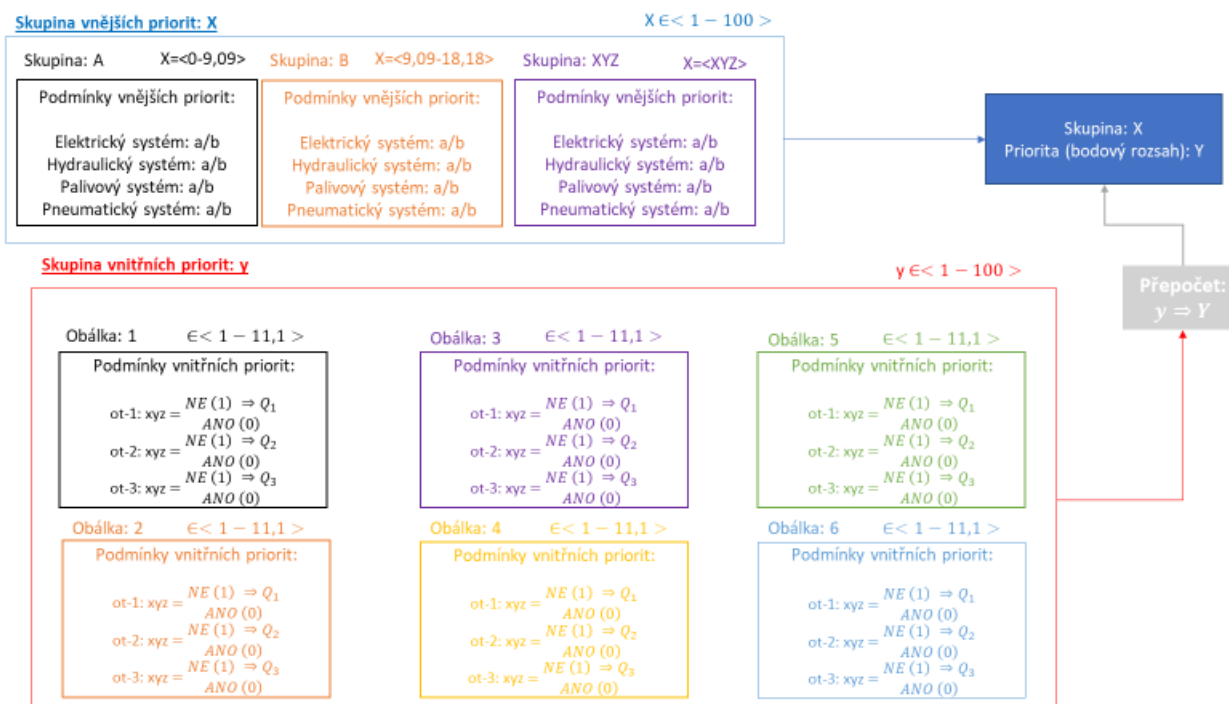 Skupina vnějších priorit: X
X ∈< 1 − 100 >
Skupina: A X=<0-9,09>
Podmínky vnějších priorit:
Elektrický systém: a/b
Hydraulický systém: a/b
Palivový systém: a/b
Pneumatický systém: a/b
Skupina: B X=<9,09-18,18>
Podmínky vnějších priorit:
Elektrický systém: a/b
Hydraulický systém: a/b
Palivový systém: a/b
Pneumatický systém: a/b
Skupina: XYZ X=<XYZ>
Podmínky vnějších priorit:
Elektrický systém: a/b
Hydraulický systém: a/b
Palivový systém: a/b
Pneumatický systém: a/b
Skupina: X
Priorita (bodový rozsah): Y
Přepočet:
y ⇒ Y
Skupina vnitřních priorit: y
y ∈< 1 − 100 >
Obálka: 1 ∈< 1 − 11,1 >
Podmínky vnitřních priorit:
ot-1: xyz = NE (1) ⇒ Q₁
ANO (0)
ot-2: xyz = NE (1) ⇒ Q₂
ANO (0)
ot-3: xyz = NE (1) ⇒ Q₃
ANO (0)
Obálka: 3 ∈< 1 − 11,1 >
Podmínky vnitřních priorit:
ot-1: xyz = NE (1) ⇒ Q₁
ANO (0)
ot-2: xyz = NE (1) ⇒ Q₂
ANO (0)
ot-3: xyz = NE (1) ⇒ Q₃
ANO (0)
Obálka: 5 ∈< 1 − 11,1 >
Podmínky vnitřních priorit:
ot-1: xyz = NE (1) ⇒ Q₁
ANO (0)
ot-2: xyz = NE (1) ⇒ Q₂
ANO (0)
ot-3: xyz = NE (1) ⇒ Q₃
ANO (0)
Obálka: 2 ∈< 1 − 11,1 >
Podmínky vnitřních priorit:
ot-1: xyz = NE (1) ⇒ Q₁
ANO (0)
ot-2: xyz = NE (1) ⇒ Q₂
ANO (0)
ot-3: xyz = NE (1) ⇒ Q₃
ANO (0)
Obálka: 4 ∈< 1 − 11,1 >
Podmínky vnitřních priorit:
ot-1: xyz = NE (1) ⇒ Q₁
ANO (0)
ot-2: xyz = NE (1) ⇒ Q₂
ANO (0)
ot-3: xyz = NE (1) ⇒ Q₃
ANO (0)
Obálka: 6 ∈< 1 − 11,1 >
Podmínky vnitřních priorit:
ot-1: xyz = NE (1) ⇒ Q₁
ANO (0)
ot-2: xyz = NE (1) ⇒ Q₂
ANO (0)
ot-3: xyz = NE (1) ⇒ Q₃
ANO (0)